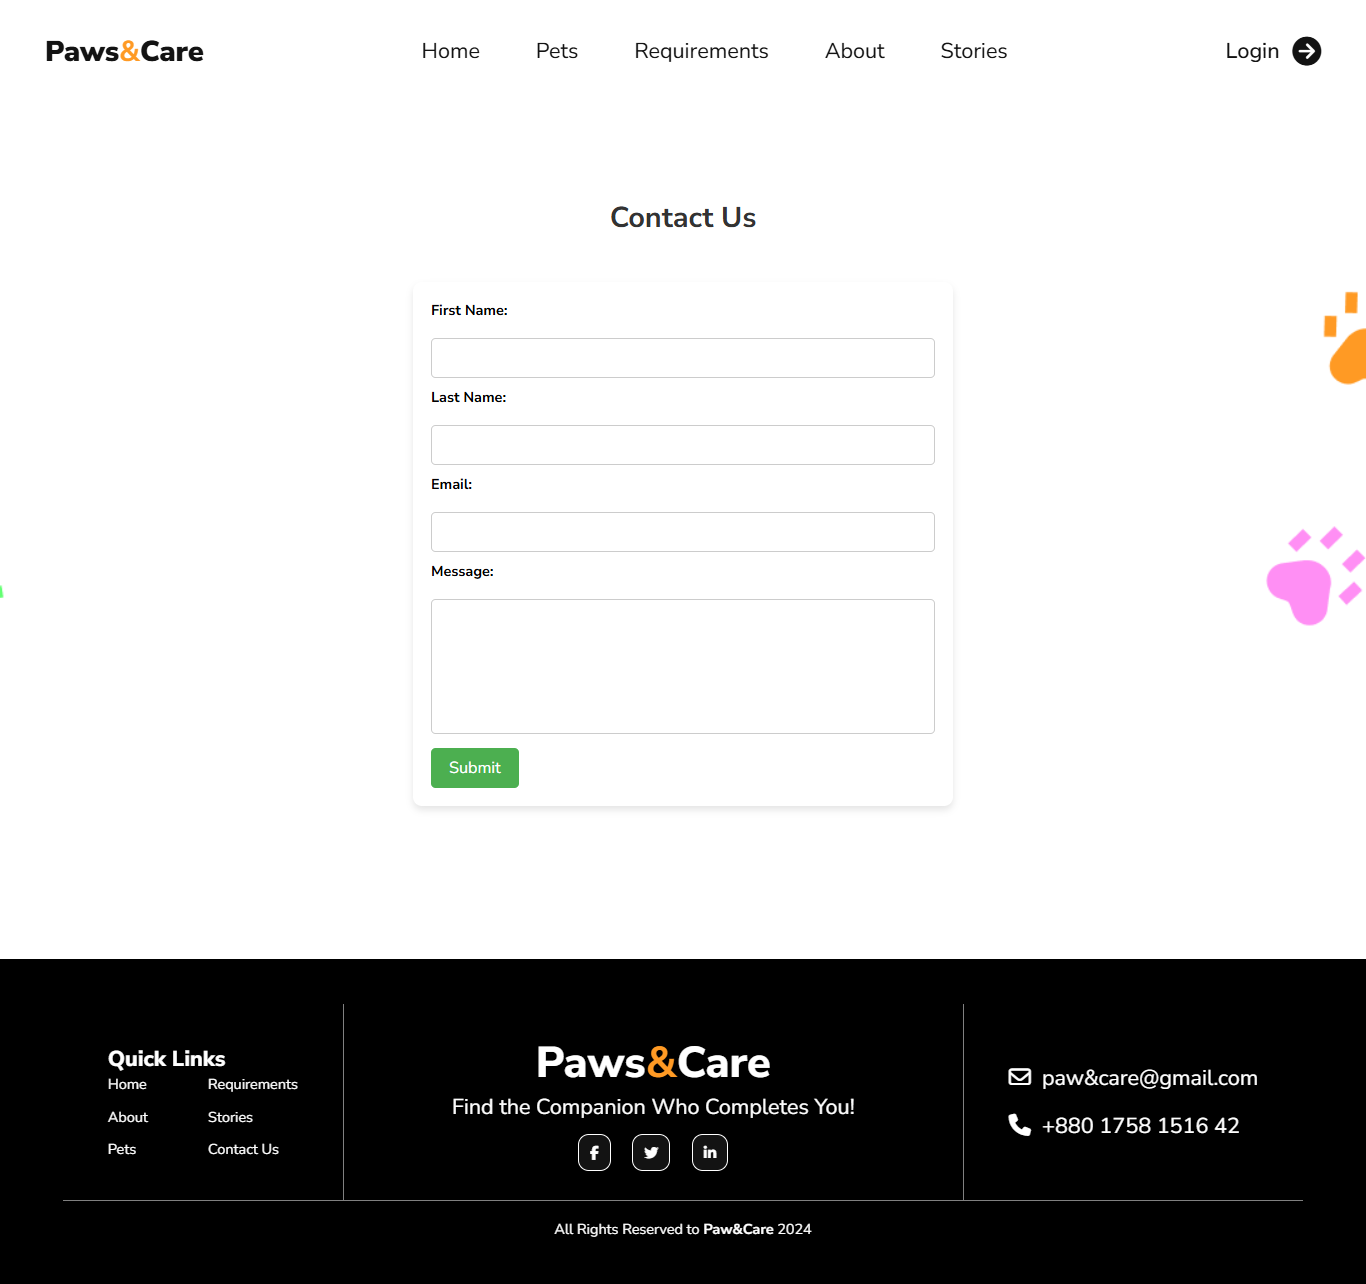 Paws&Care
Home Pets Requirements About Stories
Login
Contact Us
First Name:
Last Name:
Email:
Message:
Submit
Quick Links
Home Requirements
About Stories
Pets Contact Us
Paws&Care
Find the Companion Who Completes You!
paw&care@gmail.com
+880 1758 1516 42
All Rights Reserved to Paw&Care 2024